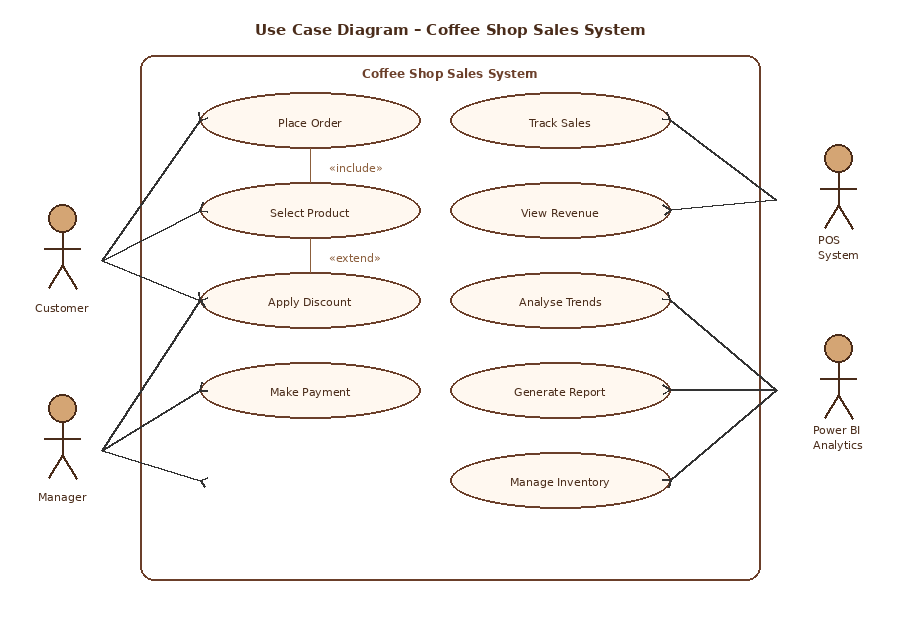 Use Case Diagram – Coffee Shop Sales System
Coffee Shop Sales System
Place Order
Track Sales
«include»
Select Product
View Revenue
POS
System
«extend»
Customer
Apply Discount
Analyse Trends
Make Payment
Generate Report
Power BI
Analytics
Manager
Manage Inventory